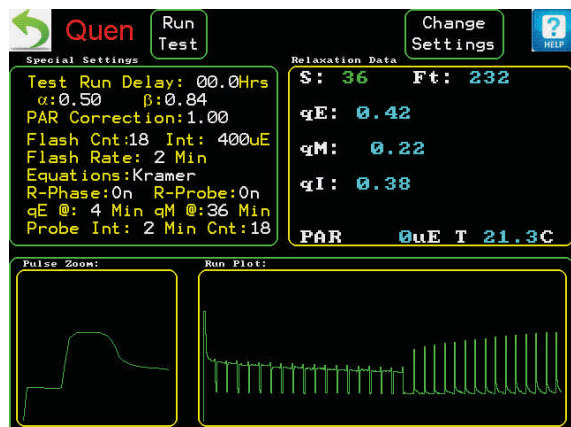 Quen
Run
Test
Change
Settings
?
HELP
Special Settings
Test Run Delay: 00.0Hrs
α:0.50 β:0.84
PAR Correction:1.00
Flash Cnt:18 Int: 400uE
Flash Rate: 2 Min
Equations:Kramer
R-Phase:On R-Probe:On
qE @: 4 Min qM @:36 Min
Probe Int: 2 Min Cnt:18
Relaxation Data
S: 36 Ft: 232
qE: 0.42
qM: 0.22
qI: 0.38
PAR 0uE T 21.3C
Pulse Zoom:
Run Plot: